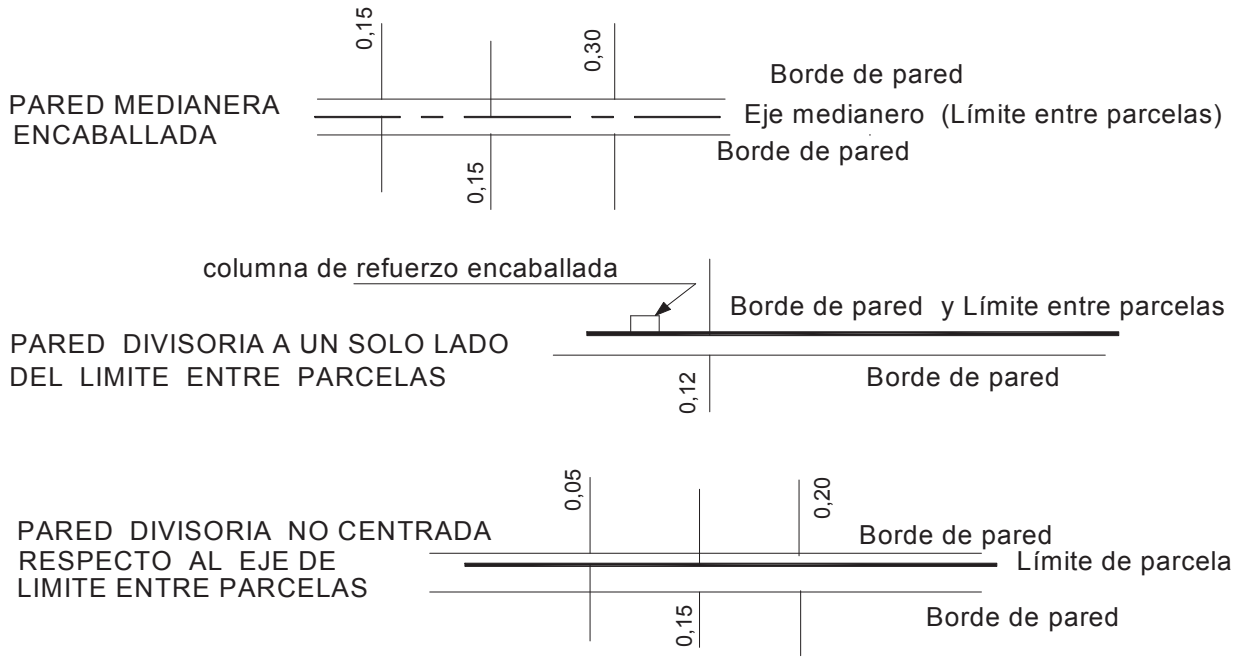 0,15
0,30
Borde de pared
PARED MEDIANERA
ENCABALLADA
Eje medianero (Límite entre parcelas)
Borde de pared
0,15
columna de refuerzo encaballada
Borde de pared y Límite entre parcelas
PARED DIVISORIA A UN SOLO LADO
DEL LIMITE ENTRE PARCELAS
Borde de pared
0,12
0,05
0,20
PARED DIVISORIA NO CENTRADA
RESPECTO AL EJE DE
LIMITE ENTRE PARCELAS
Borde de pared
Límite de parcela
0,15
Borde de pared